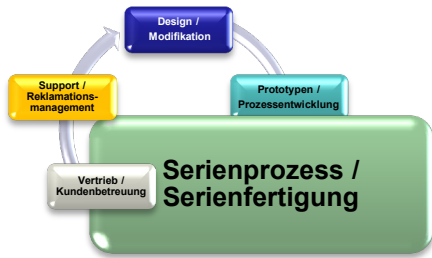 Design /
Modifikation
Support /
Reklamations-
management
Prototypen /
Prozessentwicklung
Serienprozess /
Serienfertigung
Vertrieb /
Kundenbetreuung